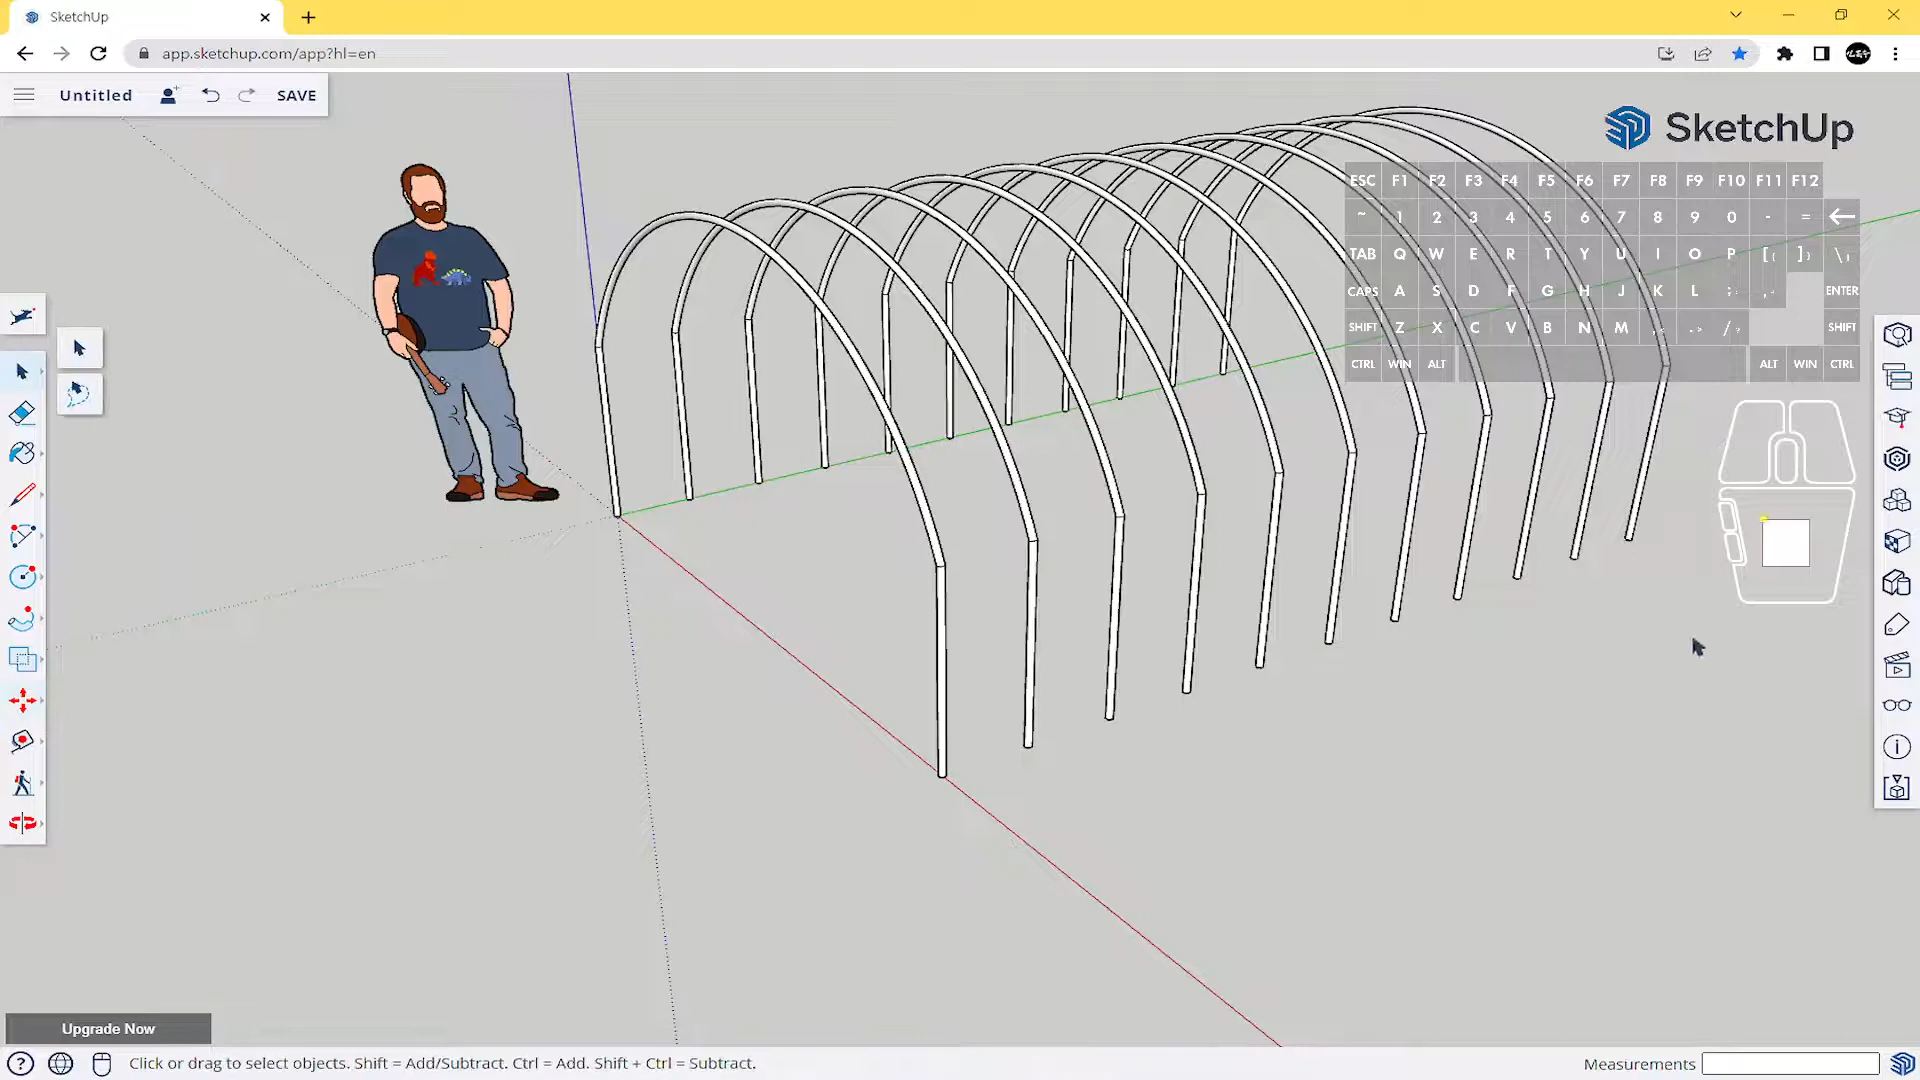 SketchUp
app.sketchup.com/app?hl=en
Untitled
SAVE
SketchUp
ESC F1 F2 F3 F4 F5 F6 F7 F8 F9 F10 F11 F12
~ 1 2 3 4 5 6 7 8 9 0 - =
TAB Q W E R T Y U I O P [{ ]} \
CAPS A S D F G H J K L ENTER
SHIFT Z X C V B N M SHIFT
CTRL WIN ALT ALT WIN CTRL
Upgrade Now
Click or drag to select objects. Shift = Add/Subtract. Ctrl = Add. Shift + Ctrl = Subtract.
Measurements